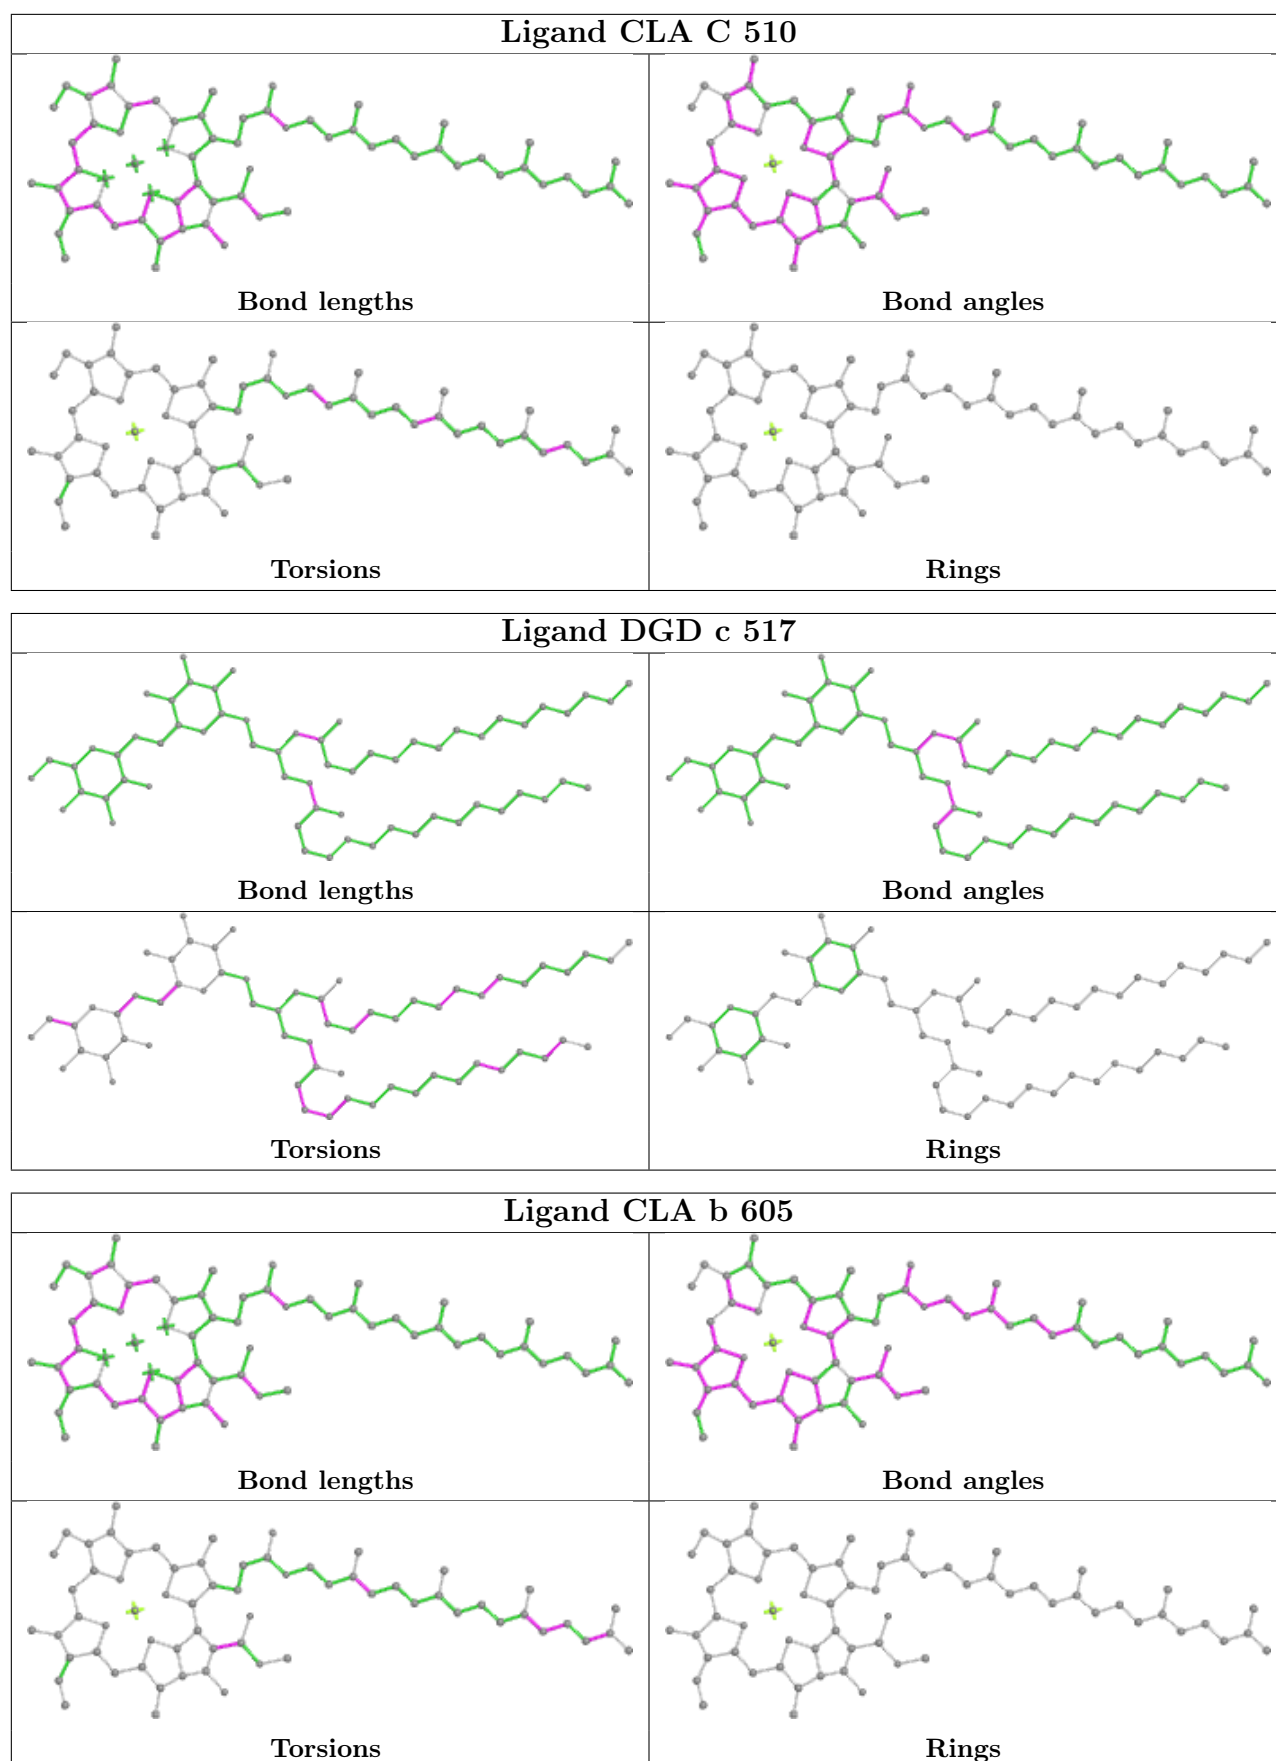 Ligand CLA C 510
Bond lengths
Bond angles
Torsions
Rings
Ligand DGD c 517
Bond lengths
Bond angles
Torsions
Rings
Ligand CLA b 605
Bond lengths
Bond angles
Torsions
Rings